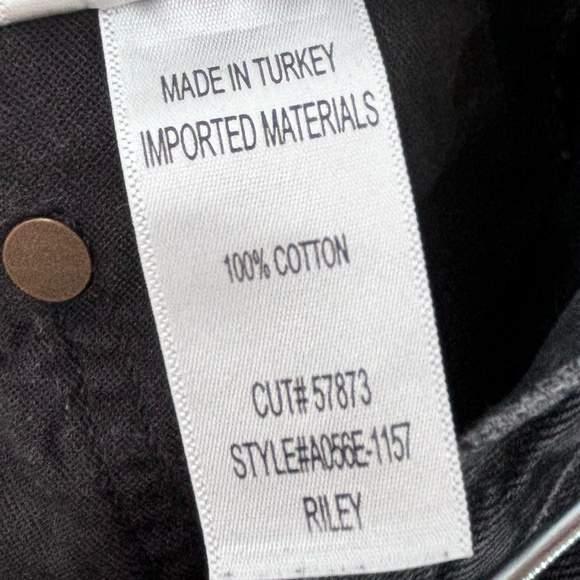 MADE IN TURKEY
IMPORTED MATERIALS
100% COTTON
CUT# 57873
STYLE#A056E-1157
RILEY